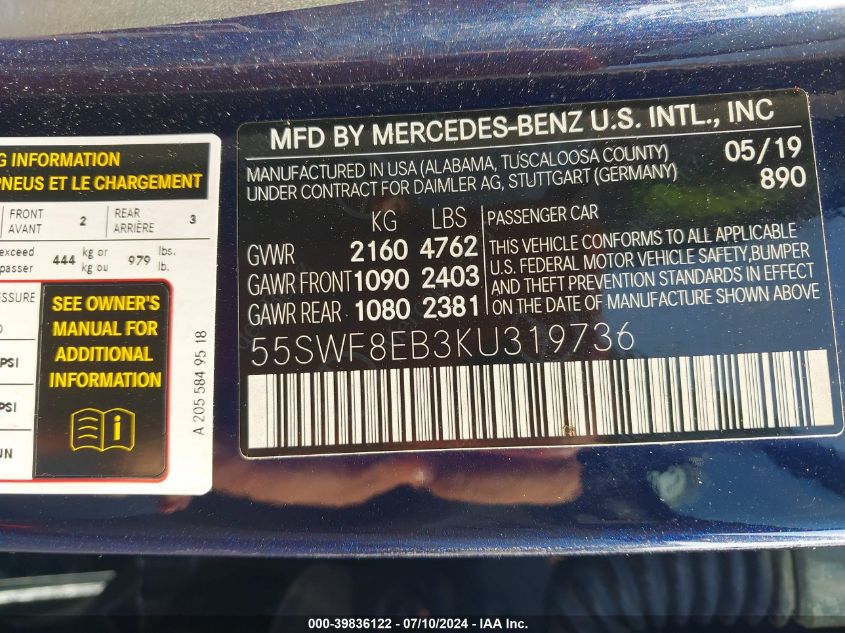 G INFORMATION
PNEUS ET LE CHARGEMENT
FRONT 2 REAR 3
AVANT ARRIÈRE
exceed 444 kg or 979 lbs.
passer kg ou lb.
SEE OWNER'S
MANUAL FOR
ADDITIONAL
INFORMATION
PSI
PSI
UN
A 205 584 95 18
MFD BY MERCEDES-BENZ U.S. INTL., INC
MANUFACTURED IN USA (ALABAMA, TUSCALOOSA COUNTY) 05/19
UNDER CONTRACT FOR DAIMLER AG, STUTTGART (GERMANY) 890
KG LBS
GVWR 2160 4762
GAWR FRONT 1090 2403
GAWR REAR 1080 2381
PASSENGER CAR
THIS VEHICLE CONFORMS TO ALL APPLICABLE
U.S. FEDERAL MOTOR VEHICLE SAFETY,BUMPER
AND THEFT PREVENTION STANDARDS IN EFFECT
ON THE DATE OF MANUFACTURE SHOWN ABOVE
55SWF8EB3KU319736
000-39836122 - 07/10/2024 - IAA Inc.